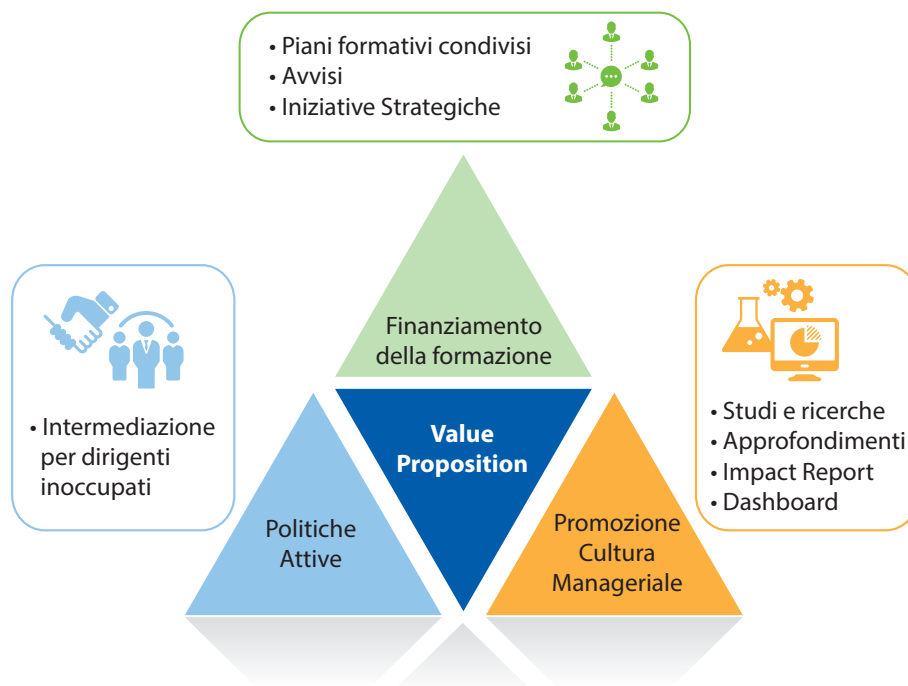 • Piani formativi condivisi
• Avvisi
• Iniziative Strategiche
Finanziamento
della formazione
• Intermediazione
per dirigenti
inoccupati
Value
Proposition
• Studi e ricerche
• Approfondimenti
• Impact Report
• Dashboard
Politiche
Attive
Promozione
Cultura
Manageriale